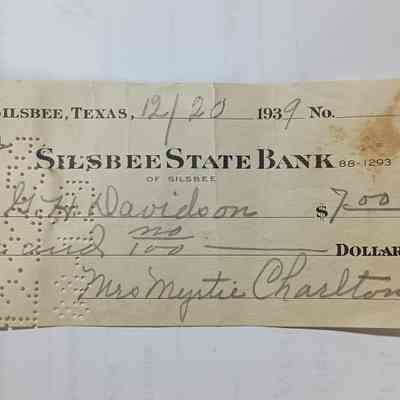 SILSBEE, TEXAS, 12/20 1939 No.
SILSBEE STATE BANK 88-1293
OF SILSBEE
G. H. Davidson $7.00
and no/100 DOLLAR
Mrs Myrtie Charlton